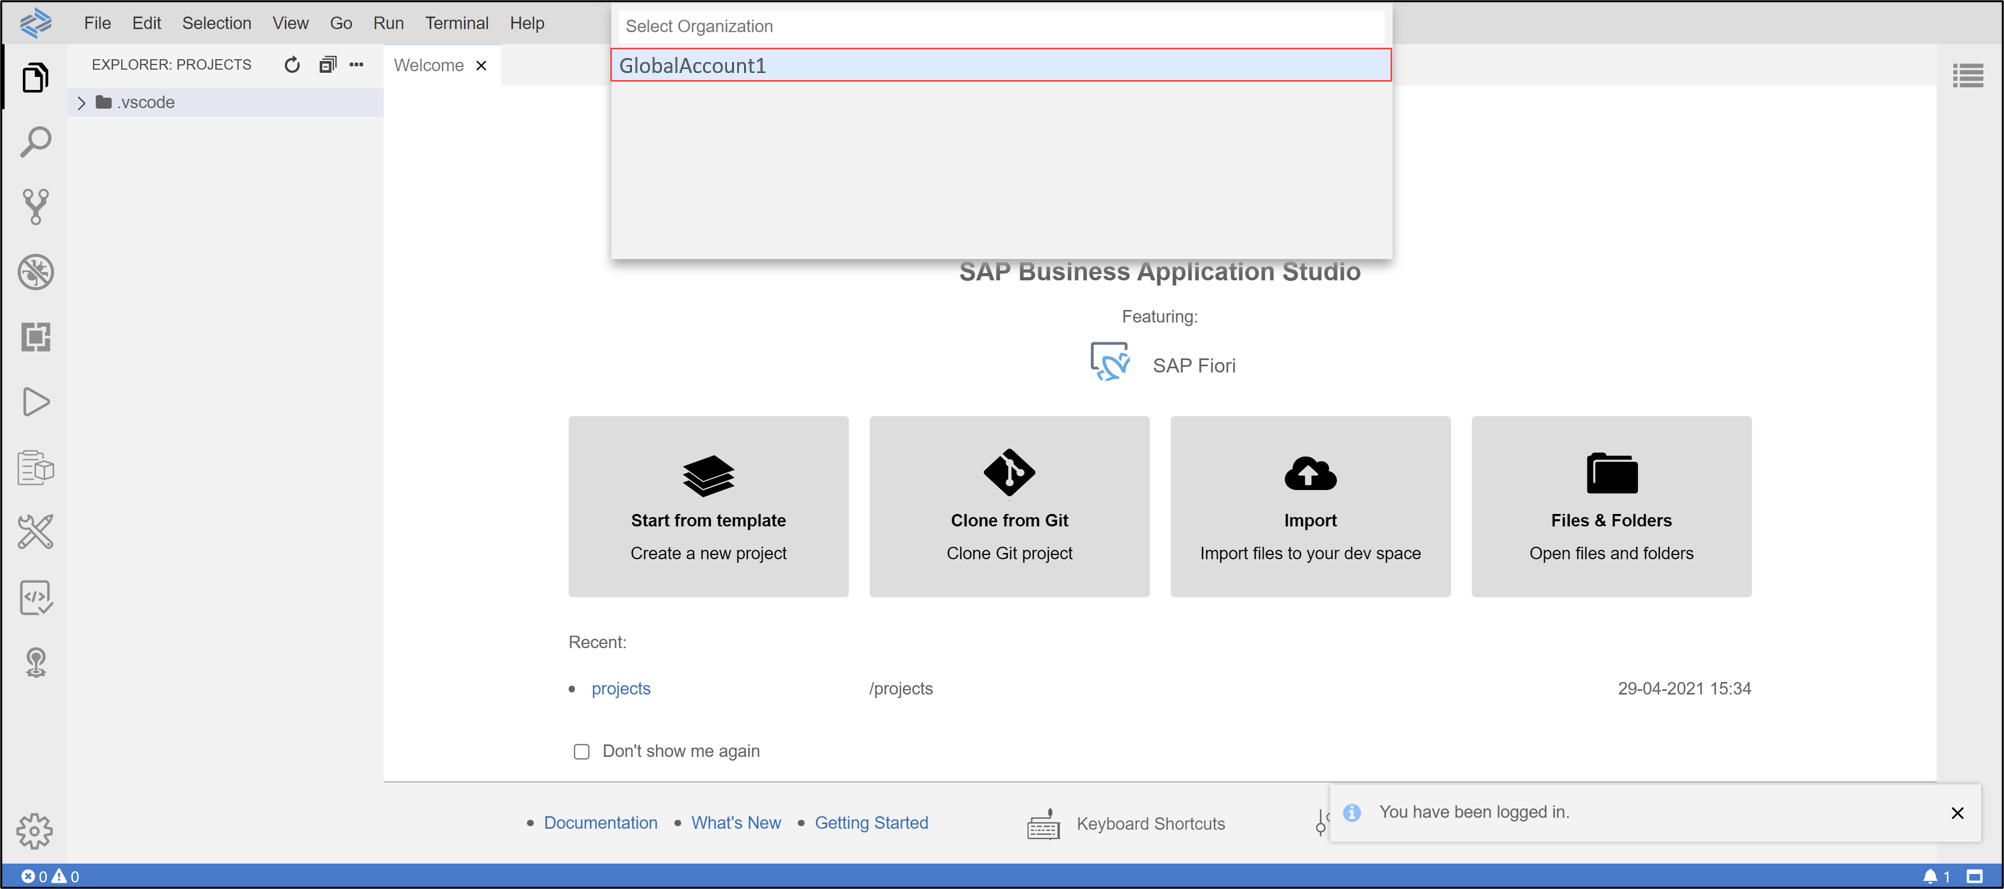 File Edit Selection View Go Run Terminal Help
Select Organization
GlobalAccount1
EXPLORER: PROJECTS
Welcome
.vscode
SAP Business Application Studio
Featuring:
SAP Fiori
Start from template
Create a new project
Clone from Git
Clone Git project
Import
Import files to your dev space
Files & Folders
Open files and folders
Recent:
projects /projects 29-04-2021 15:34
Don't show me again
Documentation What's New Getting Started
Keyboard Shortcuts
You have been logged in.
0 0
1